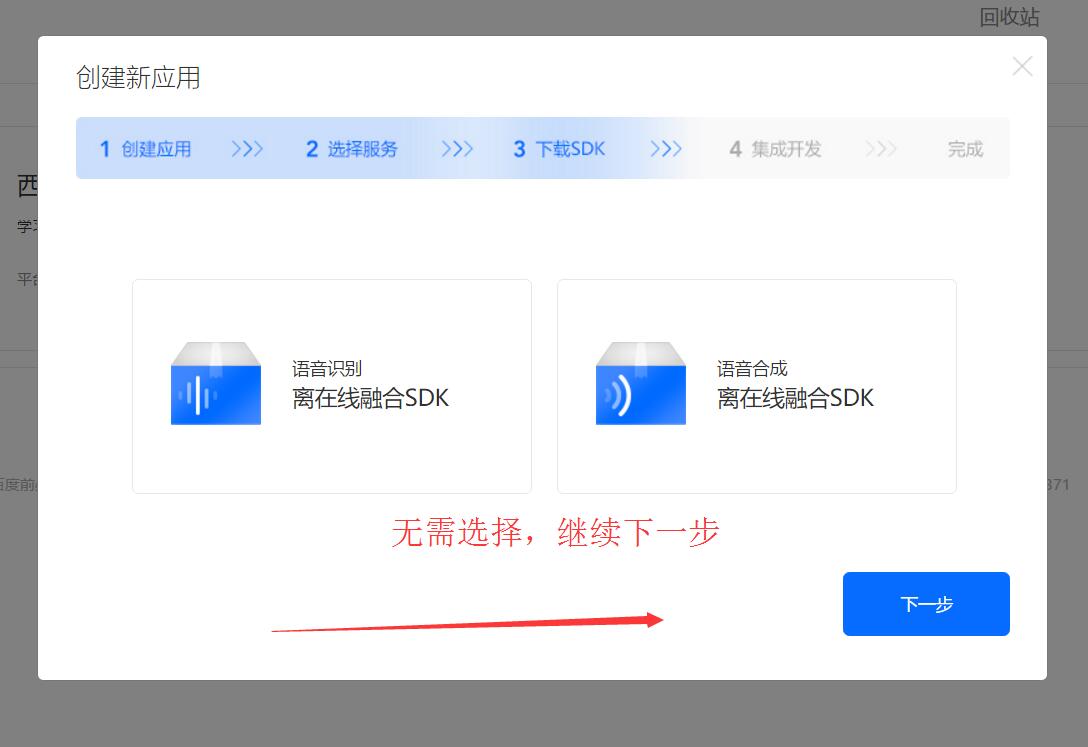 回收站
创建新应用
1 创建应用 >>> 2 选择服务 >>> 3 下载SDK >>> 4 集成开发 >>> 完成
西
学习
平台
语音识别
离在线融合SDK
语音合成
离在线融合SDK
百度前
371
无需选择，继续下一步
下一步